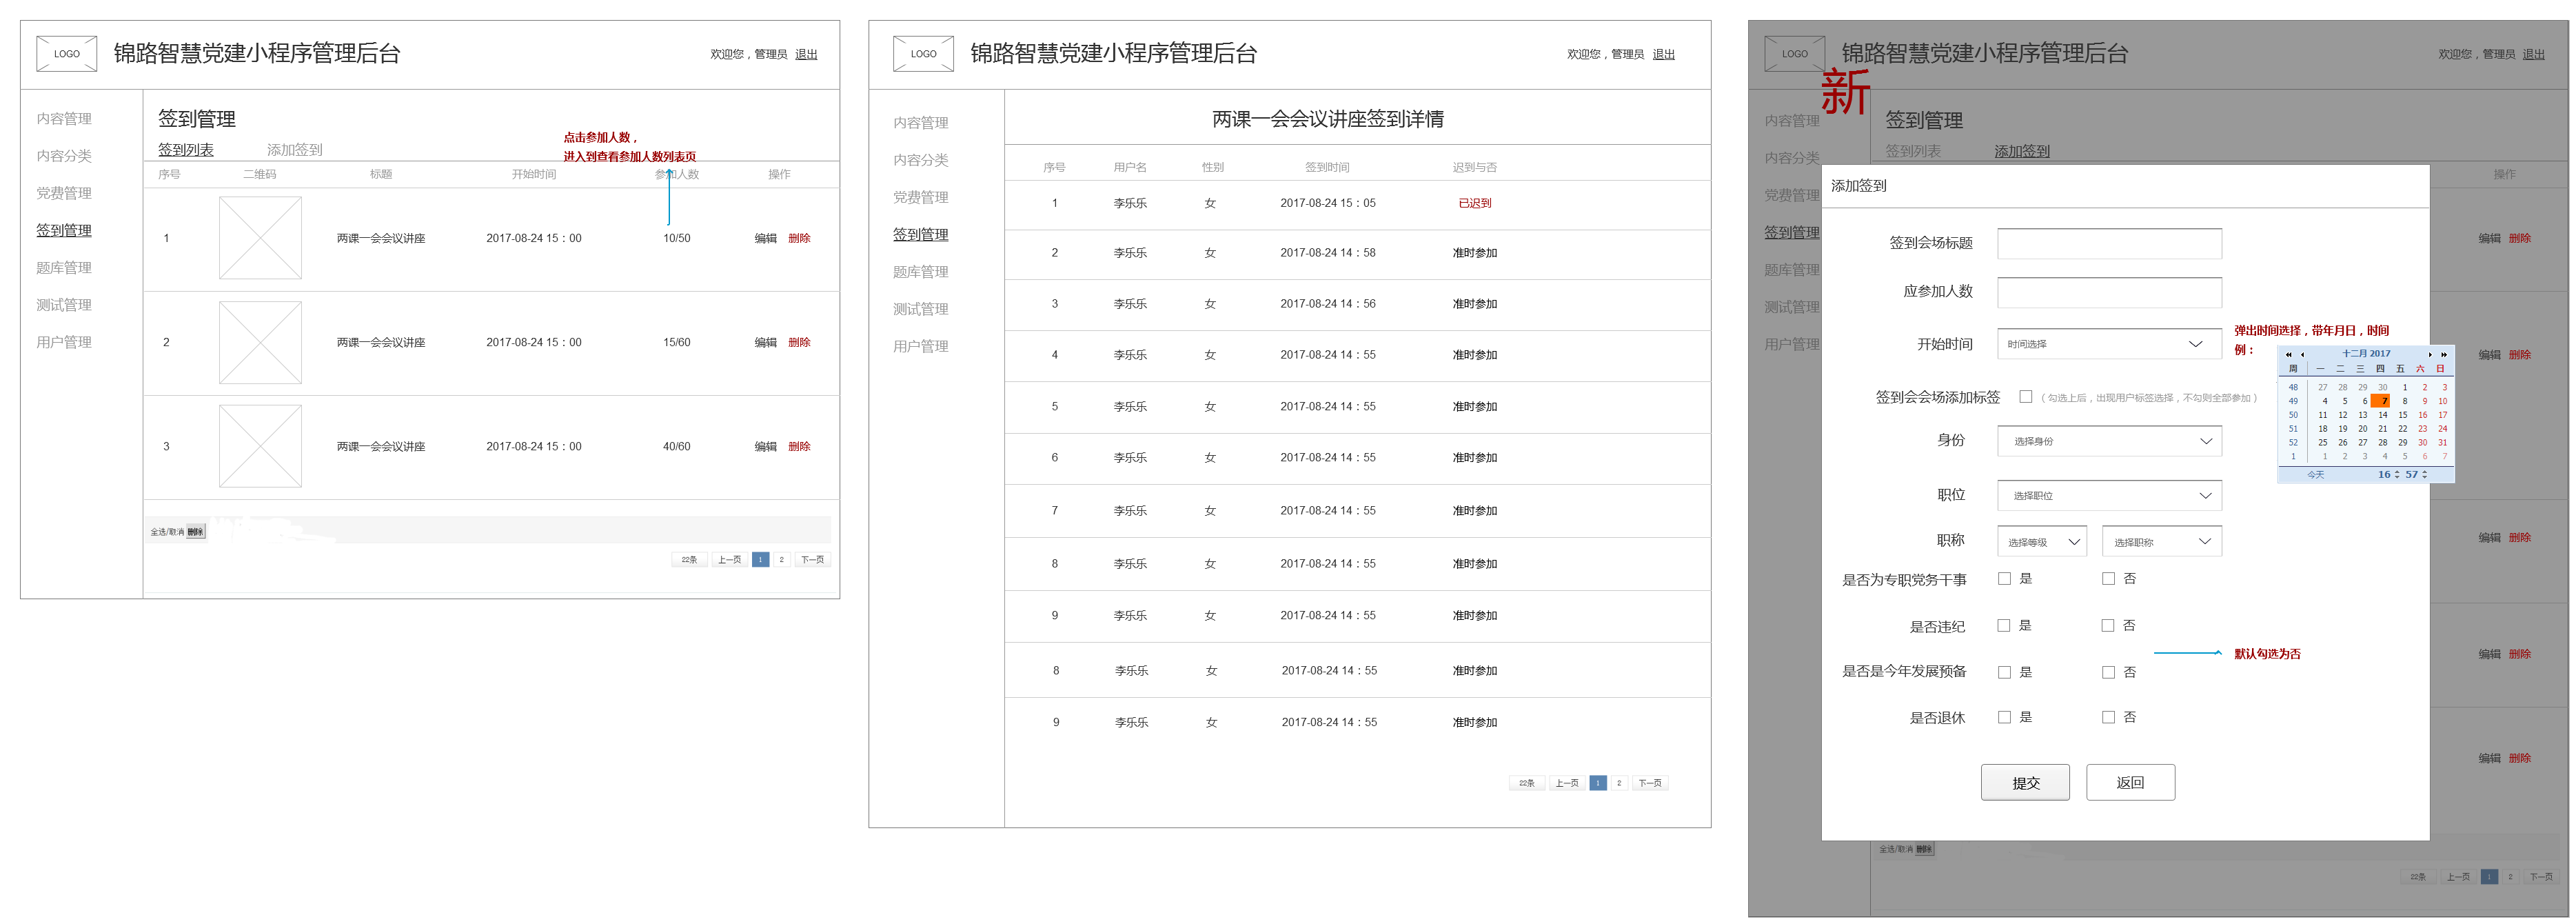 LOGO 锦路智慧党建小程序管理后台 欢迎您，管理员 退出
内容管理
内容分类
党费管理
签到管理
题库管理
测试管理
用户管理
签到管理
签到列表 添加签到
点击参加人数，
进入到查看参加人数列表页
序号 二维码 标题 开始时间 参加人数 操作
1 两课一会会议讲座 2017-08-24 15：00 10/50 编辑 删除
2 两课一会会议讲座 2017-08-24 15：00 15/60 编辑 删除
3 两课一会会议讲座 2017-08-24 15：00 40/60 编辑 删除
全选/取消 删除
22条 上一页 1 2 下一页
LOGO 锦路智慧党建小程序管理后台 欢迎您，管理员 退出
内容管理
内容分类
党费管理
签到管理
题库管理
测试管理
用户管理
两课一会会议讲座签到详情
序号 用户名 性别 签到时间 迟到与否
1 李乐乐 女 2017-08-24 15：05 已迟到
2 李乐乐 女 2017-08-24 14：58 准时参加
3 李乐乐 女 2017-08-24 14：56 准时参加
4 李乐乐 女 2017-08-24 14：55 准时参加
5 李乐乐 女 2017-08-24 14：55 准时参加
6 李乐乐 女 2017-08-24 14：55 准时参加
7 李乐乐 女 2017-08-24 14：55 准时参加
8 李乐乐 女 2017-08-24 14：55 准时参加
9 李乐乐 女 2017-08-24 14：55 准时参加
8 李乐乐 女 2017-08-24 14：55 准时参加
9 李乐乐 女 2017-08-24 14：55 准时参加
22条 上一页 1 2 下一页
LOGO 锦路智慧党建小程序管理后台 欢迎您，管理员 退出
新
内容管理
内容分类
党费管理
签到管理
题库管理
测试管理
用户管理
签到管理
签到列表 添加签到
操作
编辑 删除
编辑 删除
编辑 删除
编辑 删除
编辑 删除
添加签到
签到会场标题
应参加人数
开始时间 时间选择
弹出时间选择，带年月日，时间
例：
十二月 2017
周 一 二 三 四 五 六 日
48 27 28 29 30 1 2 3
49 4 5 6 7 8 9 10
50 11 12 13 14 15 16 17
51 18 19 20 21 22 23 24
52 25 26 27 28 29 30 31
1 1 2 3 4 5 6 7
今天 16 57
签到会会场添加标签 （勾选上后，出现用户标签选择，不勾则全部参加）
身份 选择身份
职位 选择职位
职称 选择等级 选择职称
是否为专职党务干事 是 否
是否违纪 是 否
默认勾选为否
是否是今年发展预备 是 否
是否退休 是 否
提交 返回
全选/取消 删除
22条 上一页 1 2 下一页